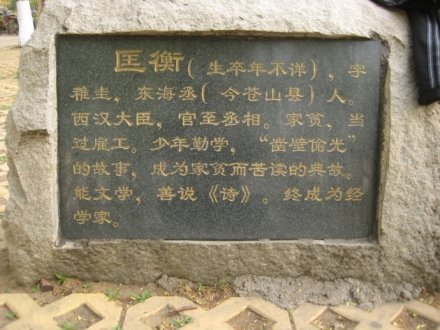 匡衡（生卒年不详），字
稚圭，东海丞（今苍山县）人。
西汉大臣，官至丞相。家贫，当
过雇工。少年勤学，“凿壁偷光”
的故事，成为家贫而苦读的典故。
能文学，善说《诗》。终成为经
学家。